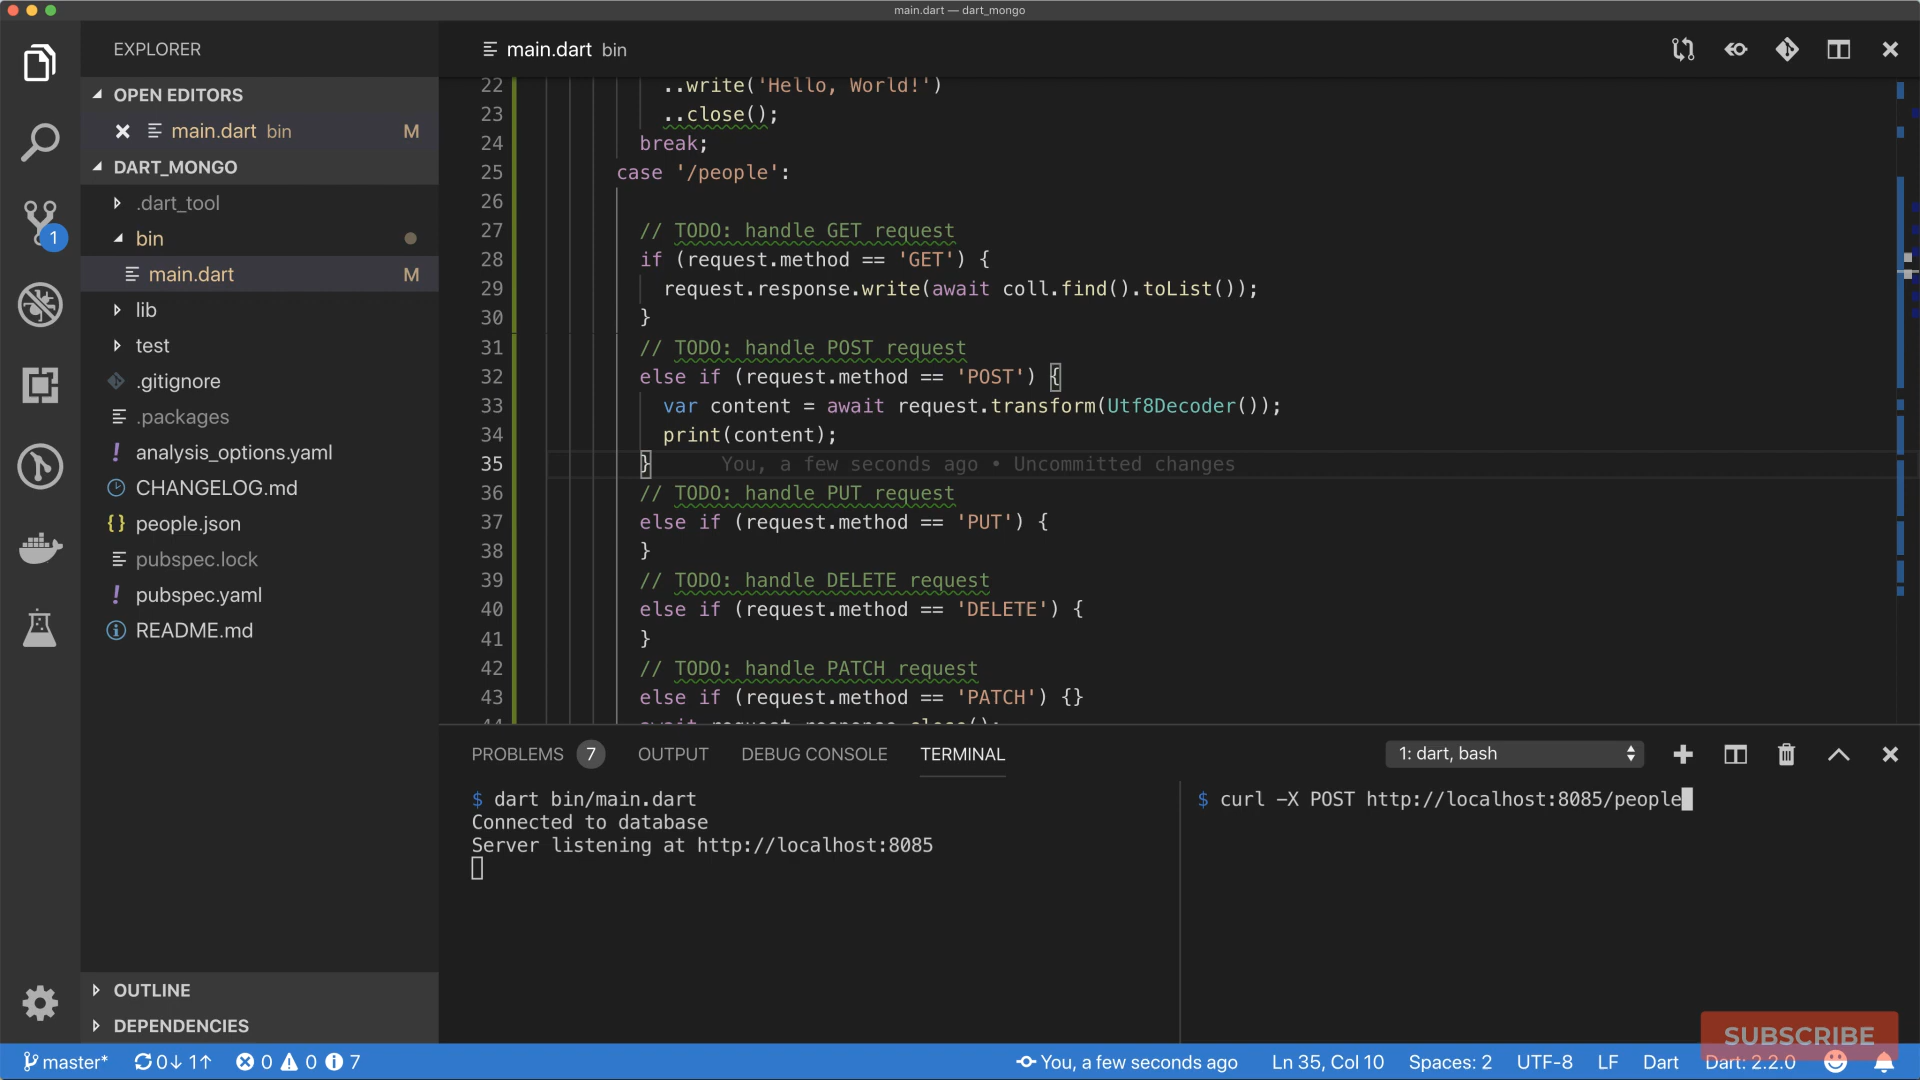 main.dart — dart_mongo
EXPLORER
OPEN EDITORS
main.dart bin M
DART_MONGO
.dart_tool
bin
main.dart M
lib
test
.gitignore
.packages
analysis_options.yaml
CHANGELOG.md
people.json
pubspec.lock
pubspec.yaml
README.md
OUTLINE
DEPENDENCIES
1
main.dart bin
22 ..write('Hello, World!')
23 ..close();
24 break;
25 case '/people':
26
27 // TODO: handle GET request
28 if (request.method == 'GET') {
29 request.response.write(await coll.find().toList());
30 }
31 // TODO: handle POST request
32 else if (request.method == 'POST') {
33 var content = await request.transform(Utf8Decoder());
34 print(content);
35 } You, a few seconds ago • Uncommitted changes
36 // TODO: handle PUT request
37 else if (request.method == 'PUT') {
38 }
39 // TODO: handle DELETE request
40 else if (request.method == 'DELETE') {
41 }
42 // TODO: handle PATCH request
43 else if (request.method == 'PATCH') {}
44 await request.response.close();
PROBLEMS 7 OUTPUT DEBUG CONSOLE TERMINAL 1: dart, bash
$ dart bin/main.dart
Connected to database
Server listening at http://localhost:8085
$ curl -X POST http://localhost:8085/people
SUBSCRIBE
master* 0↓ 1↑ 0 0 7 You, a few seconds ago Ln 35, Col 10 Spaces: 2 UTF-8 LF Dart Dart: 2.2.0